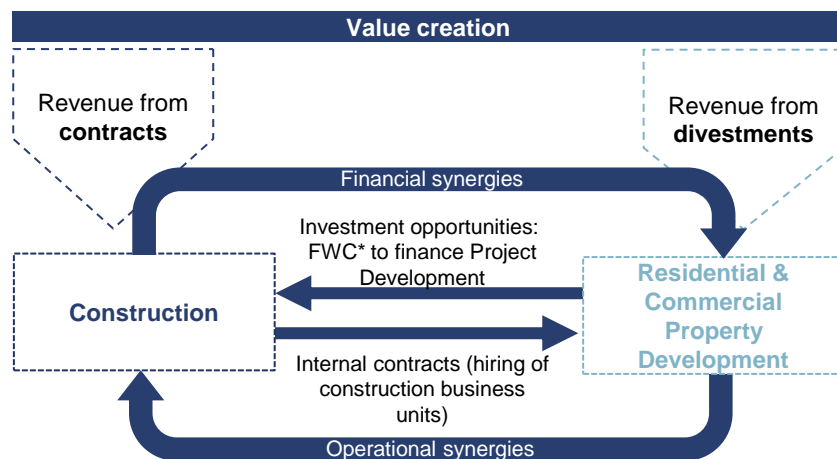 Value creation
Revenue from
contracts
Revenue from
divestments
Financial synergies
Investment opportunities:
FWC* to finance Project
Development
Construction
Residential &
Commercial
Property
Development
Internal contracts (hiring of
construction business
units)
Operational synergies